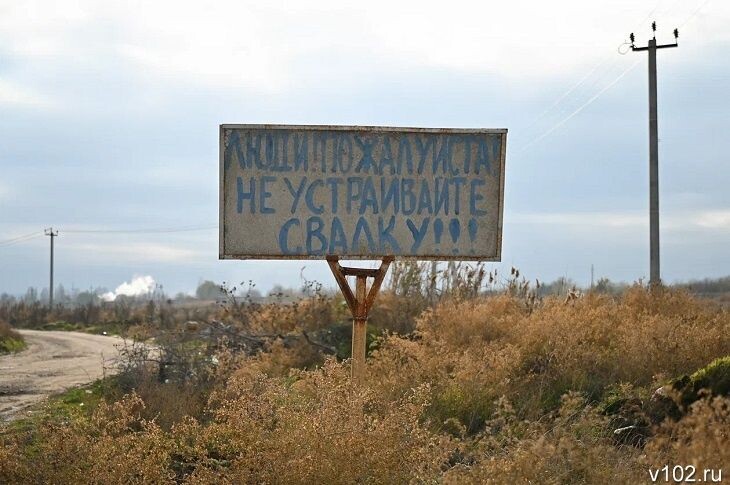 ЛЮДИ ПОЖАЛУЙСТА
НЕ УСТРАИВАЙТЕ
СВАЛКУ!!!
v102.ru